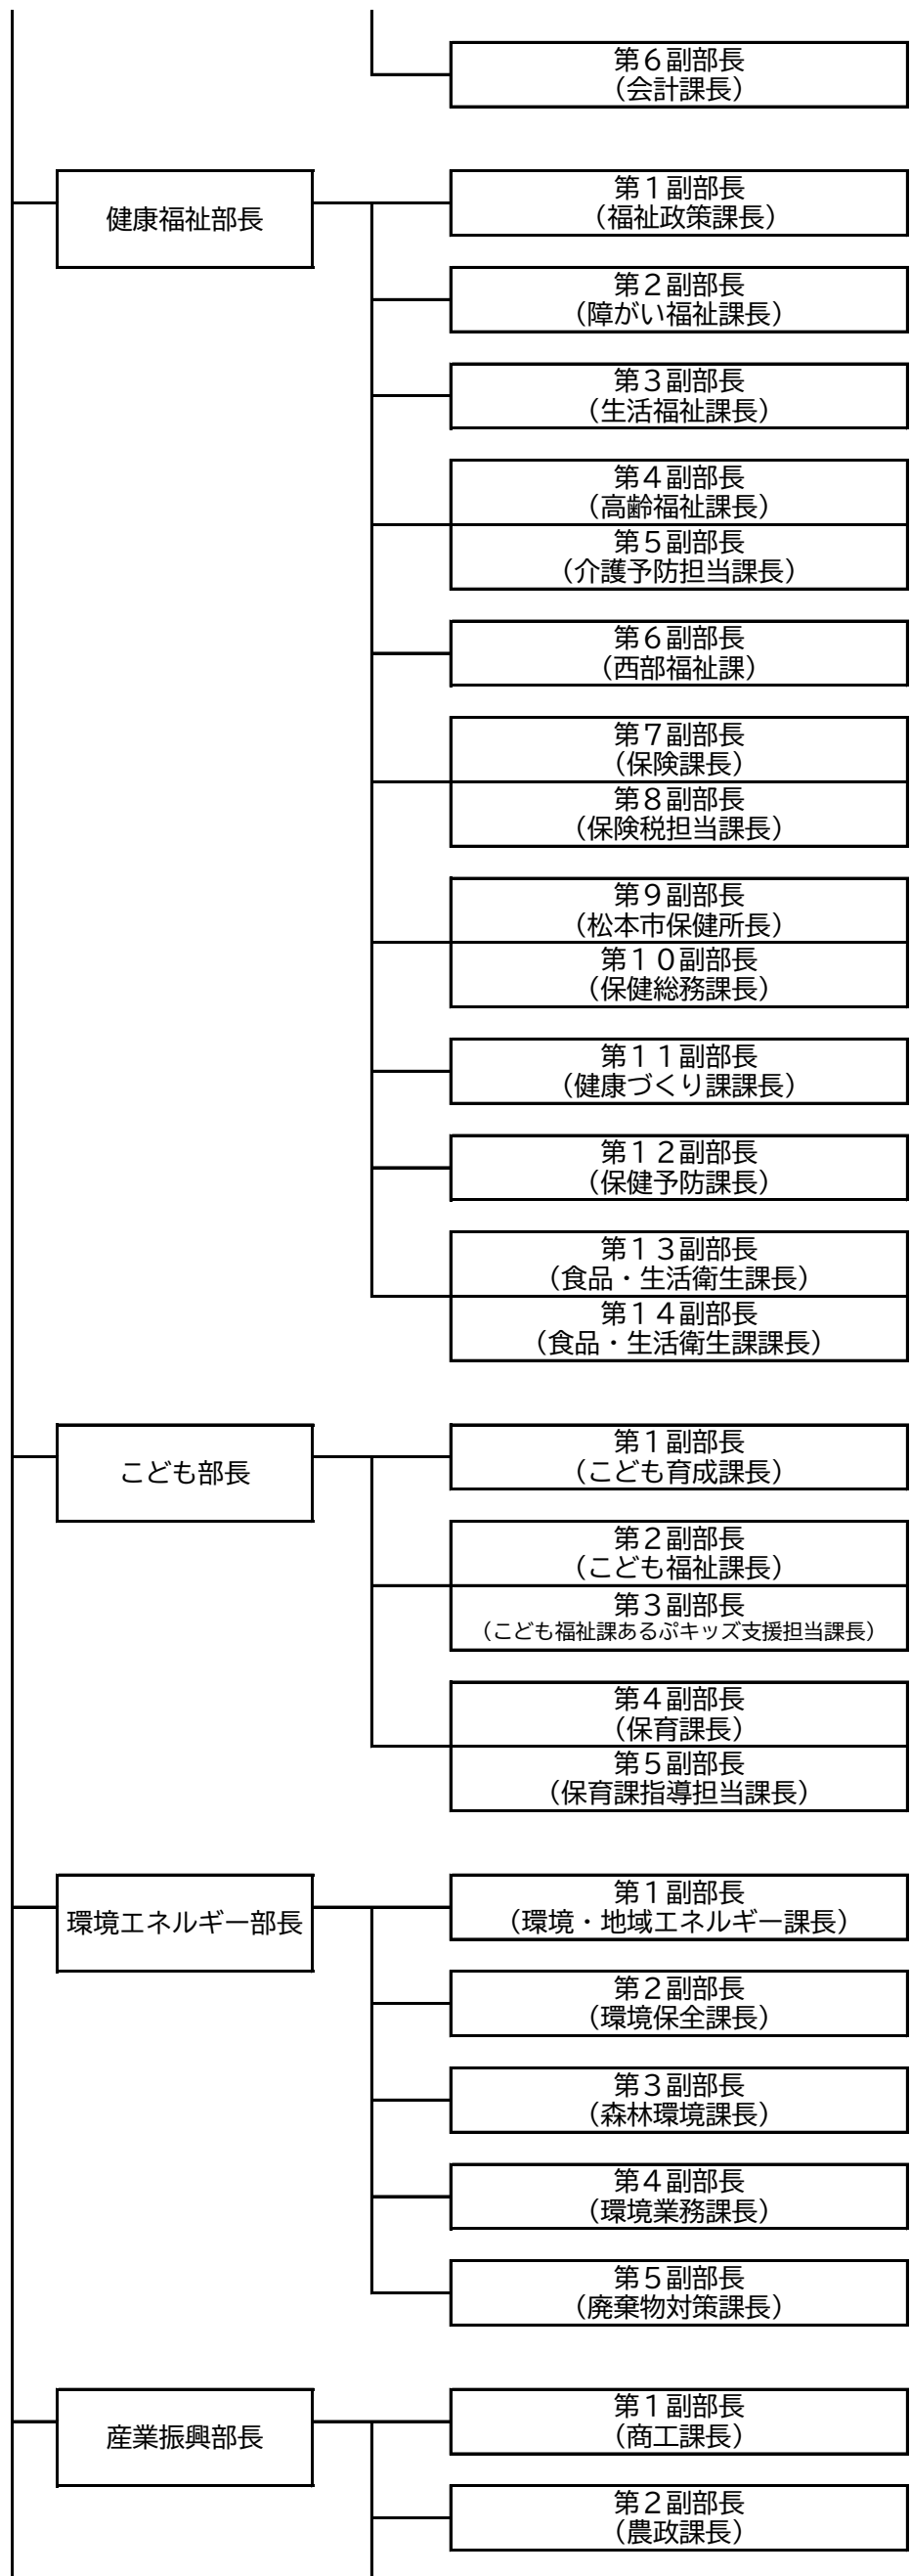 第６副部長
（会計課長）
健康福祉部長
第１副部長
（福祉政策課長）
第２副部長
（障がい福祉課長）
第３副部長
（生活福祉課長）
第４副部長
（高齢福祉課長）
第５副部長
（介護予防担当課長）
第６副部長
（西部福祉課）
第７副部長
（保険課長）
第８副部長
（保険税担当課長）
第９副部長
（松本市保健所長）
第１０副部長
（保健総務課長）
第１１副部長
（健康づくり課課長）
第１２副部長
（保健予防課長）
第１３副部長
（食品・生活衛生課長）
第１４副部長
（食品・生活衛生課課長）
こども部長
第１副部長
（こども育成課長）
第２副部長
（こども福祉課長）
第３副部長
（こども福祉課あるぷキッズ支援担当課長）
第４副部長
（保育課長）
第５副部長
（保育課指導担当課長）
環境エネルギー部長
第１副部長
（環境・地域エネルギー課長）
第２副部長
（環境保全課長）
第３副部長
（森林環境課長）
第４副部長
（環境業務課長）
第５副部長
（廃棄物対策課長）
産業振興部長
第１副部長
（商工課長）
第２副部長
（農政課長）